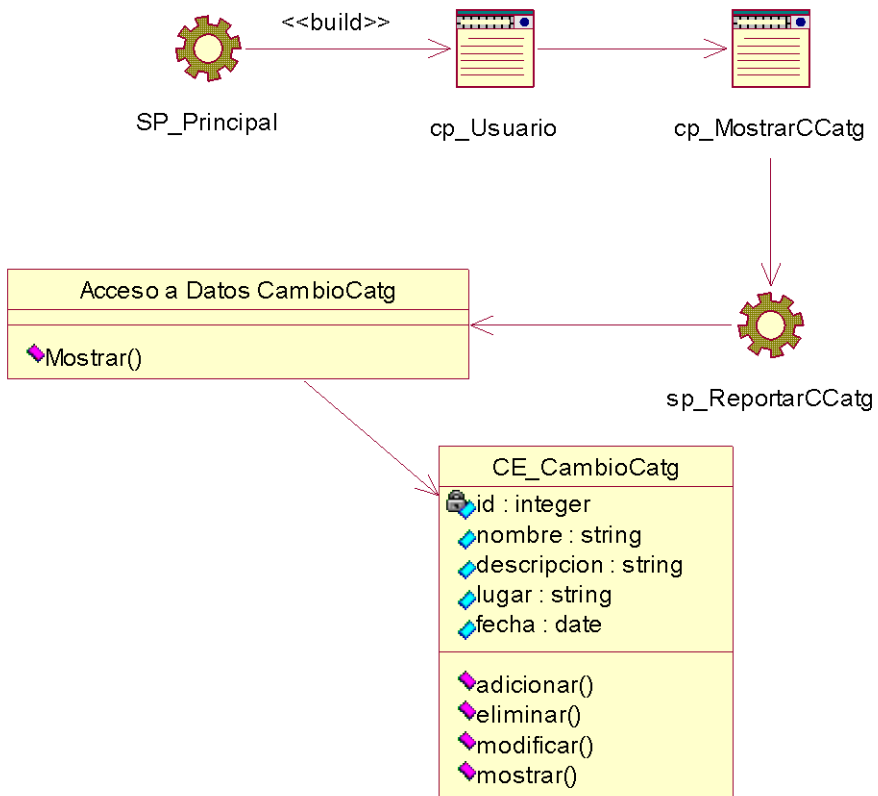 <<build>>
SP_Principal
cp_Usuario
cp_MostrarCCatg
Acceso a Datos CambioCatg
Mostrar()
sp_ReportarCCatg
CE_CambioCatg
id : integer
nombre : string
descripcion : string
lugar : string
fecha : date
adicionar()
eliminar()
modificar()
mostrar()